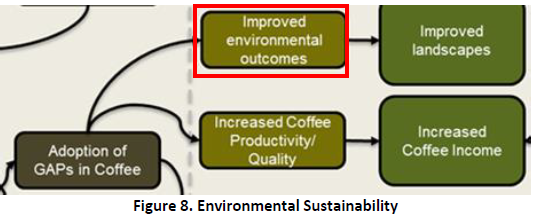 Improved
environmental
outcomes
Improved
landscapes
Increased Coffee
Productivity/
Quality
Increased
Coffee Income
Adoption of
GAPs in Coffee
Figure 8. Environmental Sustainability